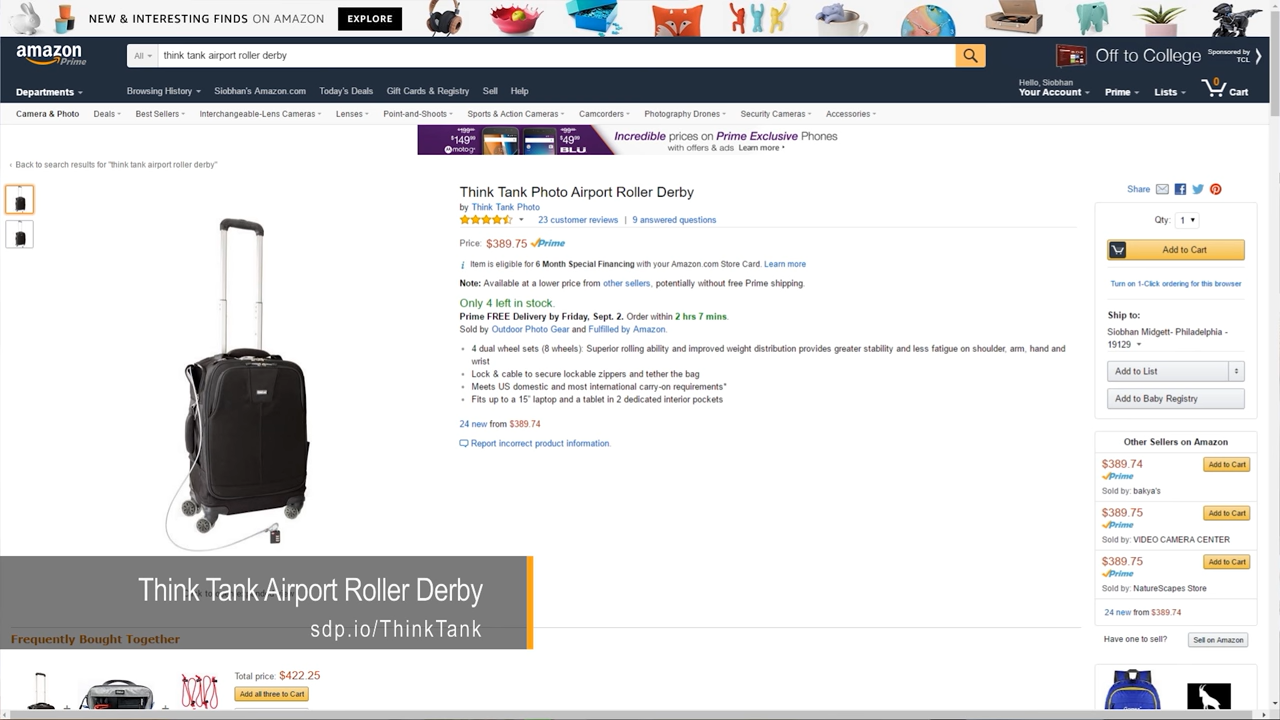 NEW & INTERESTING FINDS ON AMAZON EXPLORE
amazon Prime
All think tank airport roller derby
Off to College Sponsored by TCL
Departments
Browsing History Siobhan's Amazon.com Today's Deals Gift Cards & Registry Sell Help
Hello, Siobhan
Your Account Prime Lists 0 Cart
Camera & Photo Deals Best Sellers Interchangeable-Lens Cameras Lenses Point-and-Shoots Sports & Action Cameras Camcorders Photography Drones Security Cameras Accessories
$149.99 moto g $49.99 BLU
Incredible prices on Prime Exclusive Phones
with offers & ads Learn more
‹ Back to search results for "think tank airport roller derby"
Think Tank Photo Airport Roller Derby
by Think Tank Photo
23 customer reviews | 9 answered questions
Price: $389.75 Prime
Item is eligible for 6 Month Special Financing with your Amazon.com Store Card. Learn more
Note: Available at a lower price from other sellers, potentially without free Prime shipping.
Only 4 left in stock.
Prime FREE Delivery by Friday, Sept. 2. Order within 2 hrs 7 mins.
Sold by Outdoor Photo Gear and Fulfilled by Amazon.
4 dual wheel sets (8 wheels): Superior rolling ability and improved weight distribution provides greater stability and less fatigue on shoulder, arm, hand and
wrist
Lock & cable to secure lockable zippers and tether the bag
Meets US domestic and most international carry-on requirements*
Fits up to a 15" laptop and a tablet in 2 dedicated interior pockets
24 new from $389.74
Report incorrect product information.
Share
Qty: 1
Add to Cart
Turn on 1-Click ordering for this browser
Ship to:
Siobhan Midgett- Philadelphia -
19129
Add to List
Add to Baby Registry
Other Sellers on Amazon
$389.74 Add to Cart
Prime
Sold by: bakya's
$389.75 Add to Cart
Prime
Sold by: VIDEO CAMERA CENTER
$389.75 Add to Cart
Prime
Sold by: NatureScapes Store
24 new from $389.74
Have one to sell? Sell on Amazon
Think Tank Airport Roller Derby
sdp.io/ThinkTank
Frequently Bought Together
Total price: $422.25
Add all three to Cart